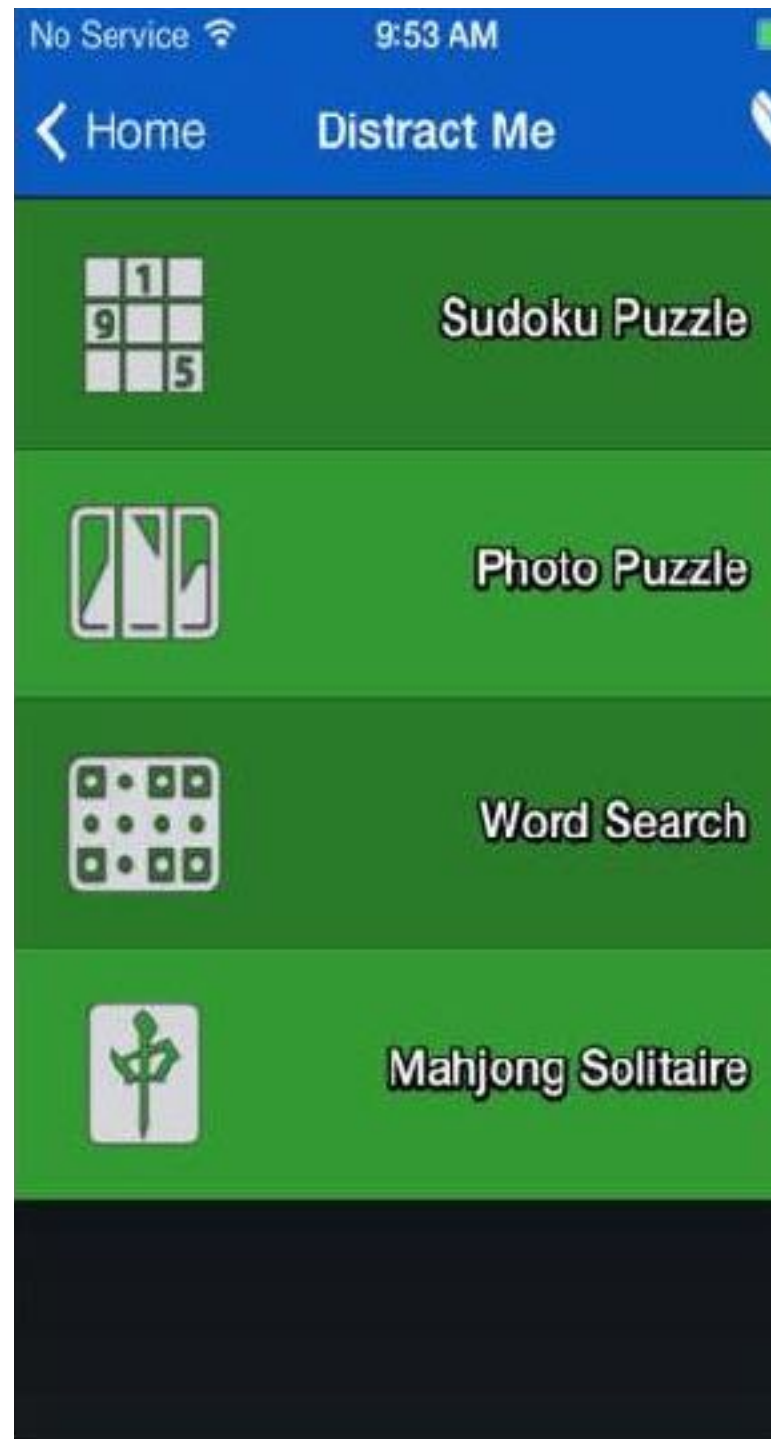 No Service 9:53 AM
Home Distract Me
1
9
5
Sudoku Puzzle
Photo Puzzle
Word Search
中
Mahjong Solitaire